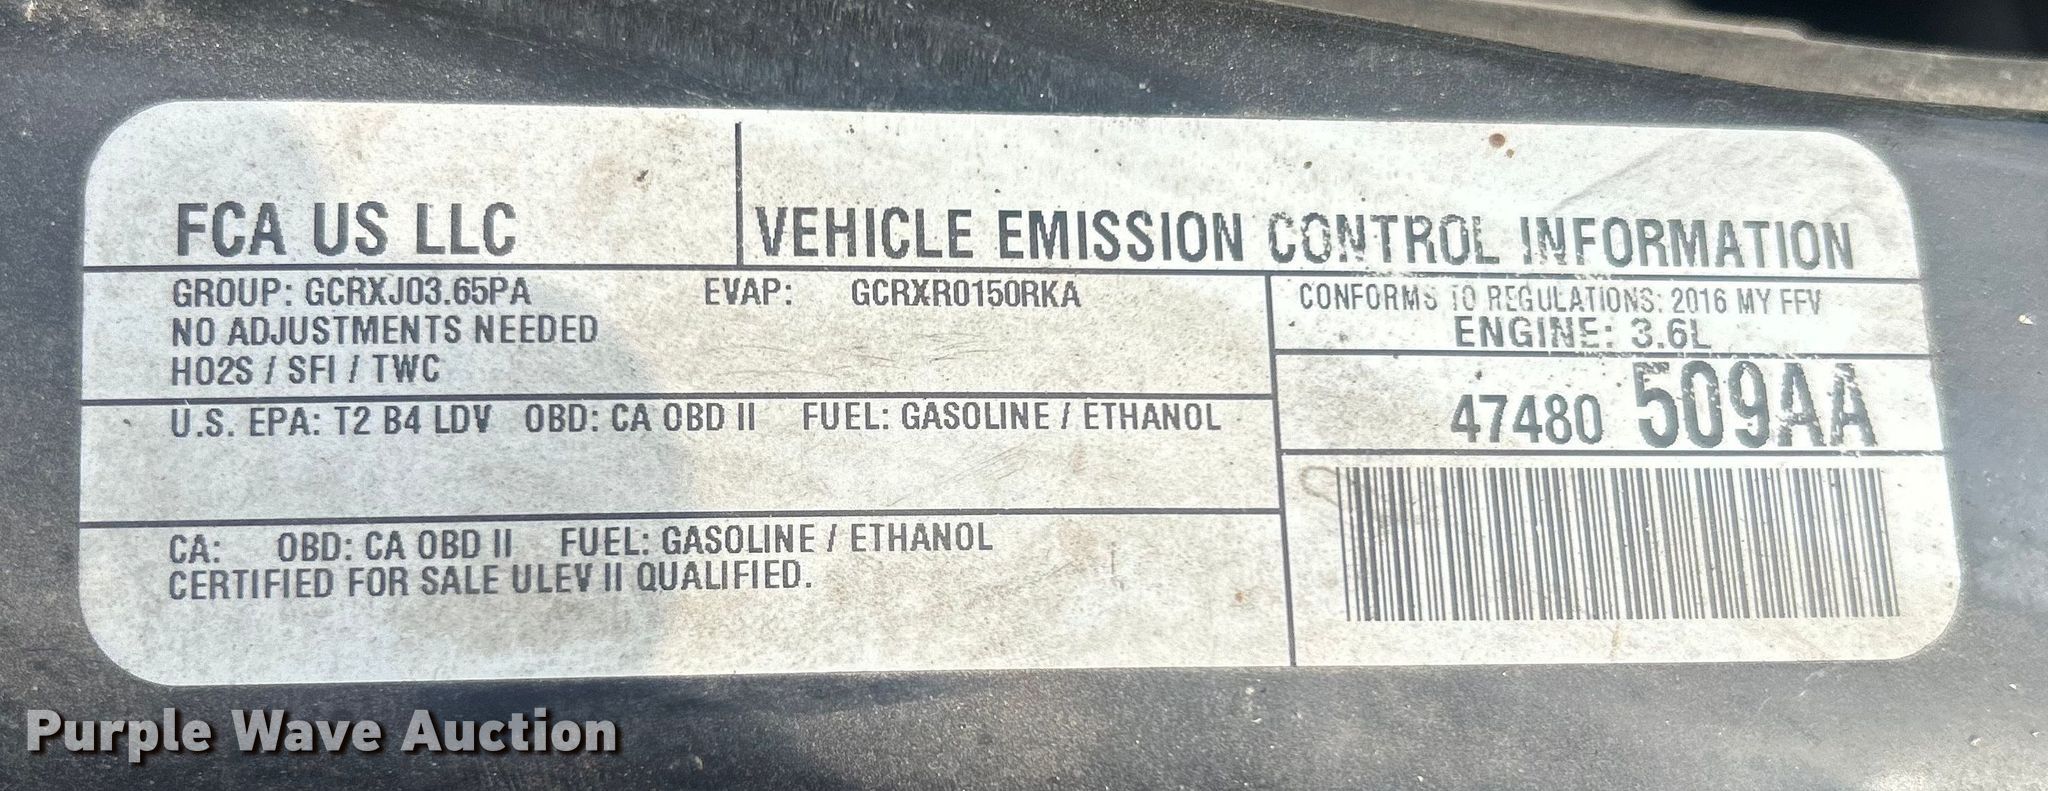 FCA US LLC
VEHICLE EMISSION CONTROL INFORMATION
GROUP: GCRXJ03.65PA EVAP: GCRXR0150RKA
NO ADJUSTMENTS NEEDED
HO2S / SFI / TWC
CONFORMS TO REGULATIONS: 2016 MY FFV
ENGINE: 3.6L
U.S. EPA: T2 B4 LDV OBD: CA OBD II FUEL: GASOLINE / ETHANOL
47480 509AA
CA: OBD: CA OBD II FUEL: GASOLINE / ETHANOL
CERTIFIED FOR SALE ULEV II QUALIFIED.
Purple Wave Auction